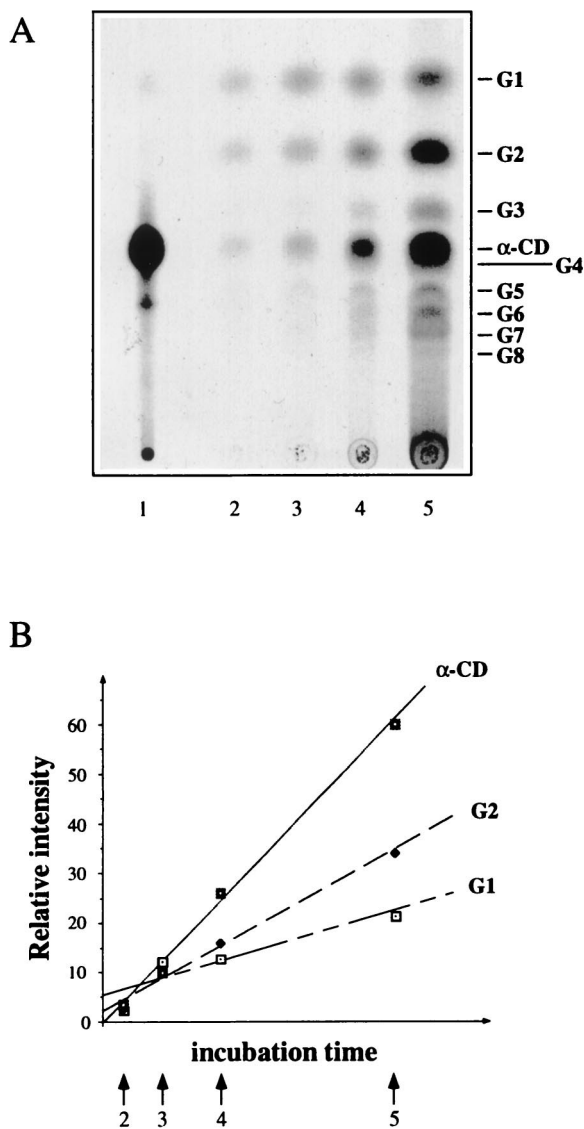 A
G1
G2
G3
α-CD
G4
G5
G6
G7
G8
1 2 3 4 5
B
α-CD
G2
G1
60
50
40
30
20
10
0
Relative intensity
incubation time
2 3 4 5